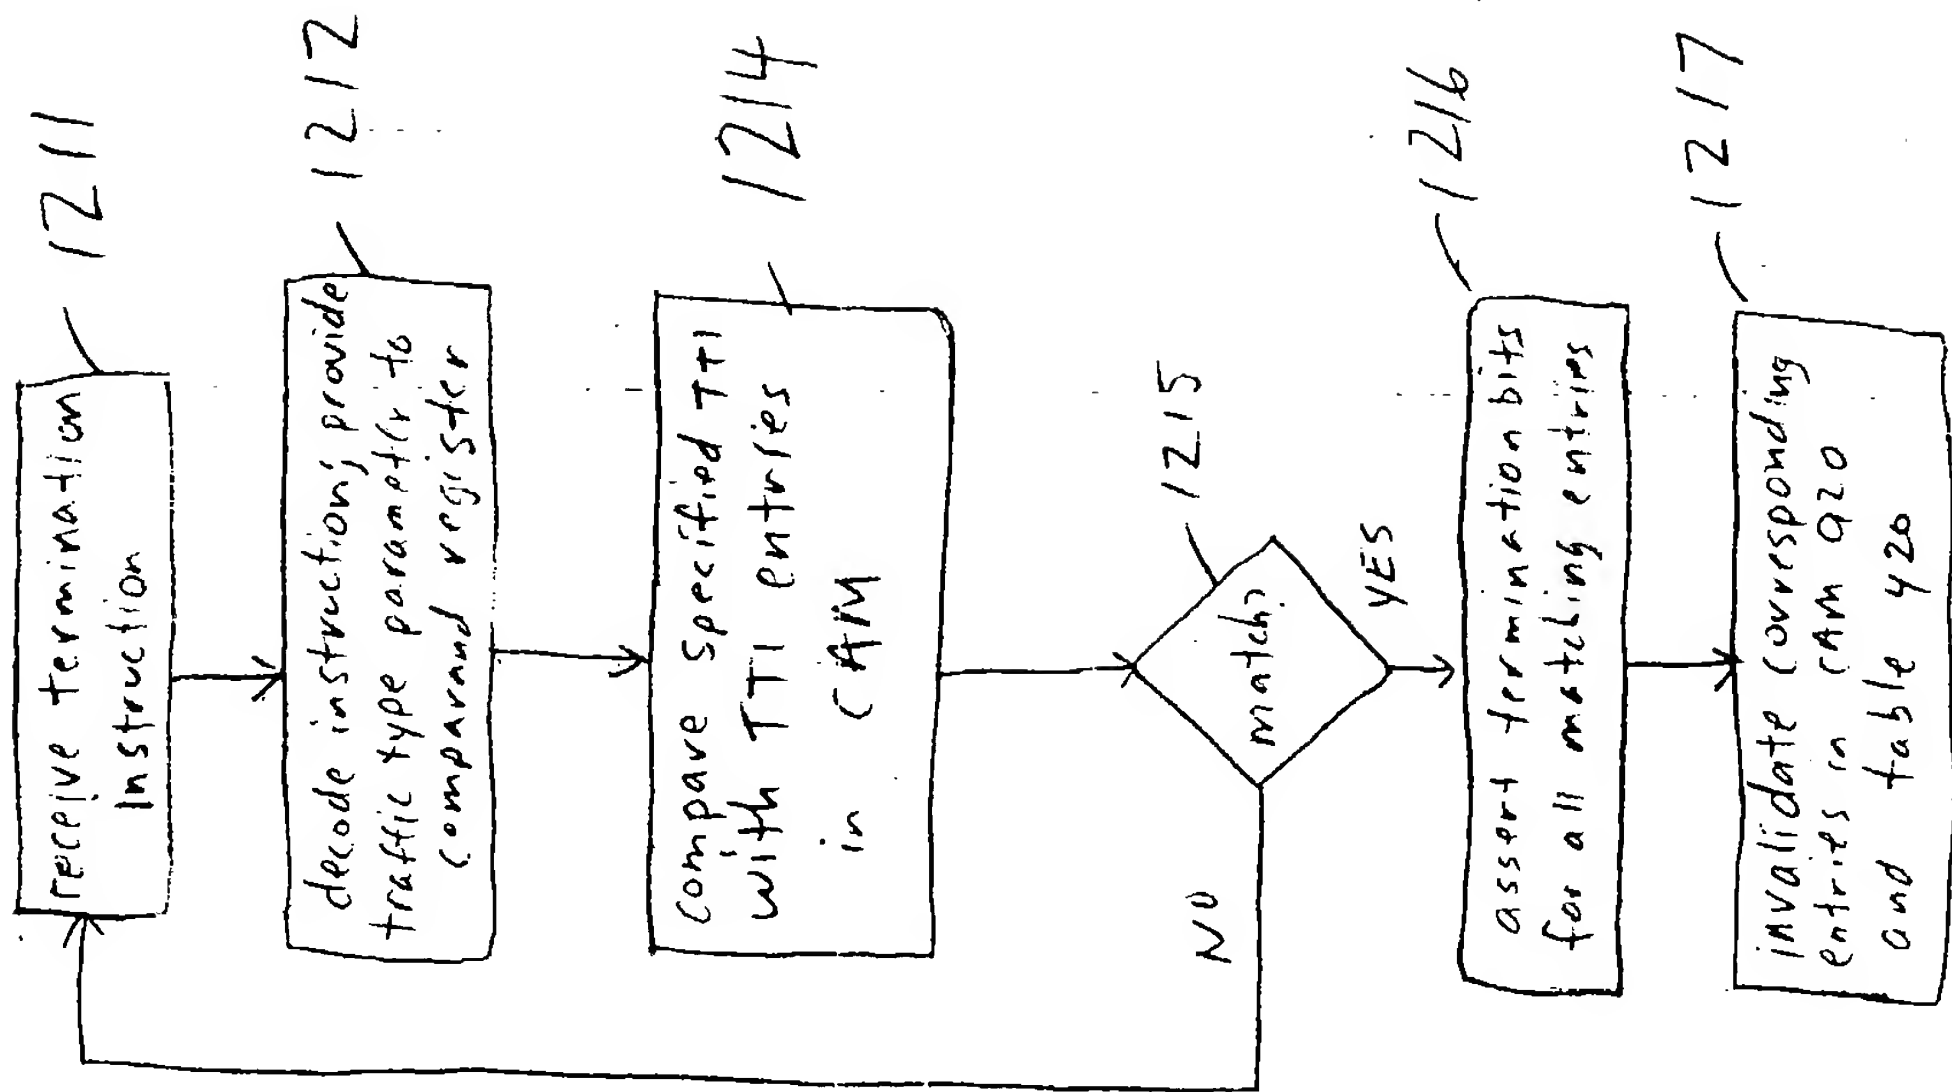 1211
receive termination
instruction
1212
decode instruction; provide
traffic type parameter to
comparand register
1214
compare specified TTI
with TTI entries
in CAM
1215
match?
NO
YES
1216
assert termination bits
for all matching entries
1217
invalidate corresponding
entries in CAM 920
and table 420